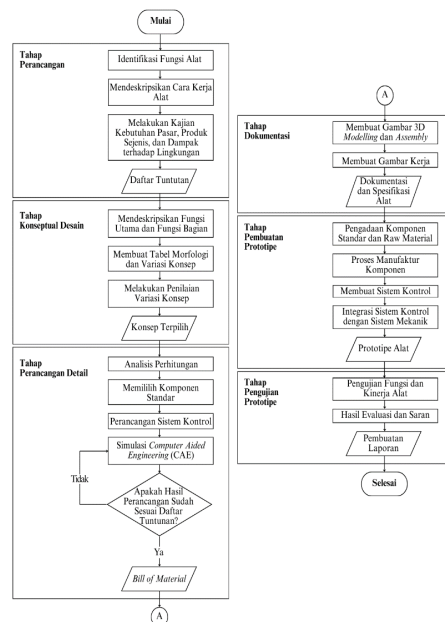 Mulai
Tahap
Perancangan
Identifikasi Fungsi Alat
Mendeskripsikan Cara Kerja
Alat
Melakukan Kajian
Kebutuhan Pasar, Produk
Sejenis, dan Dampak
terhadap Lingkungan
Daftar Tuntutan
Tahap
Konseptual Desain
Mendeskripsikan Fungsi
Utama dan Fungsi Bagian
Membuat Tabel Morfologi
dan Variasi Konsep
Melakukan Penilaian
Variasi Konsep
Konsep Terpilih
Tahap
Perancangan Detail
Analisis Perhitungan
Memililih Komponen
Standar
Perancangan Sistem Kontrol
Simulasi Computer Aided
Engineering (CAE)
Tidak
Apakah Hasil
Perancangan Sudah
Sesuai Daftar
Tuntunan?
Ya
Bill of Material
A
A
Tahap
Dokumentasi
Membuat Gambar 3D
Modelling dan Assembly
Membuat Gambar Kerja
Dokumentasi
dan Spesifikasi
Alat
Tahap
Pembuatan
Prototipe
Pengadaan Komponen
Standar dan Raw Material
Proses Manufaktur
Komponen
Membuat Sistem Kontrol
Integrasi Sistem Kontrol
dengan Sistem Mekanik
Prototipe Alat
Tahap
Pengujian
Prototipe
Pengujian Fungsi dan
Kinerja Alat
Hasil Evaluasi dan Saran
Pembuatan
Laporan
Selesai